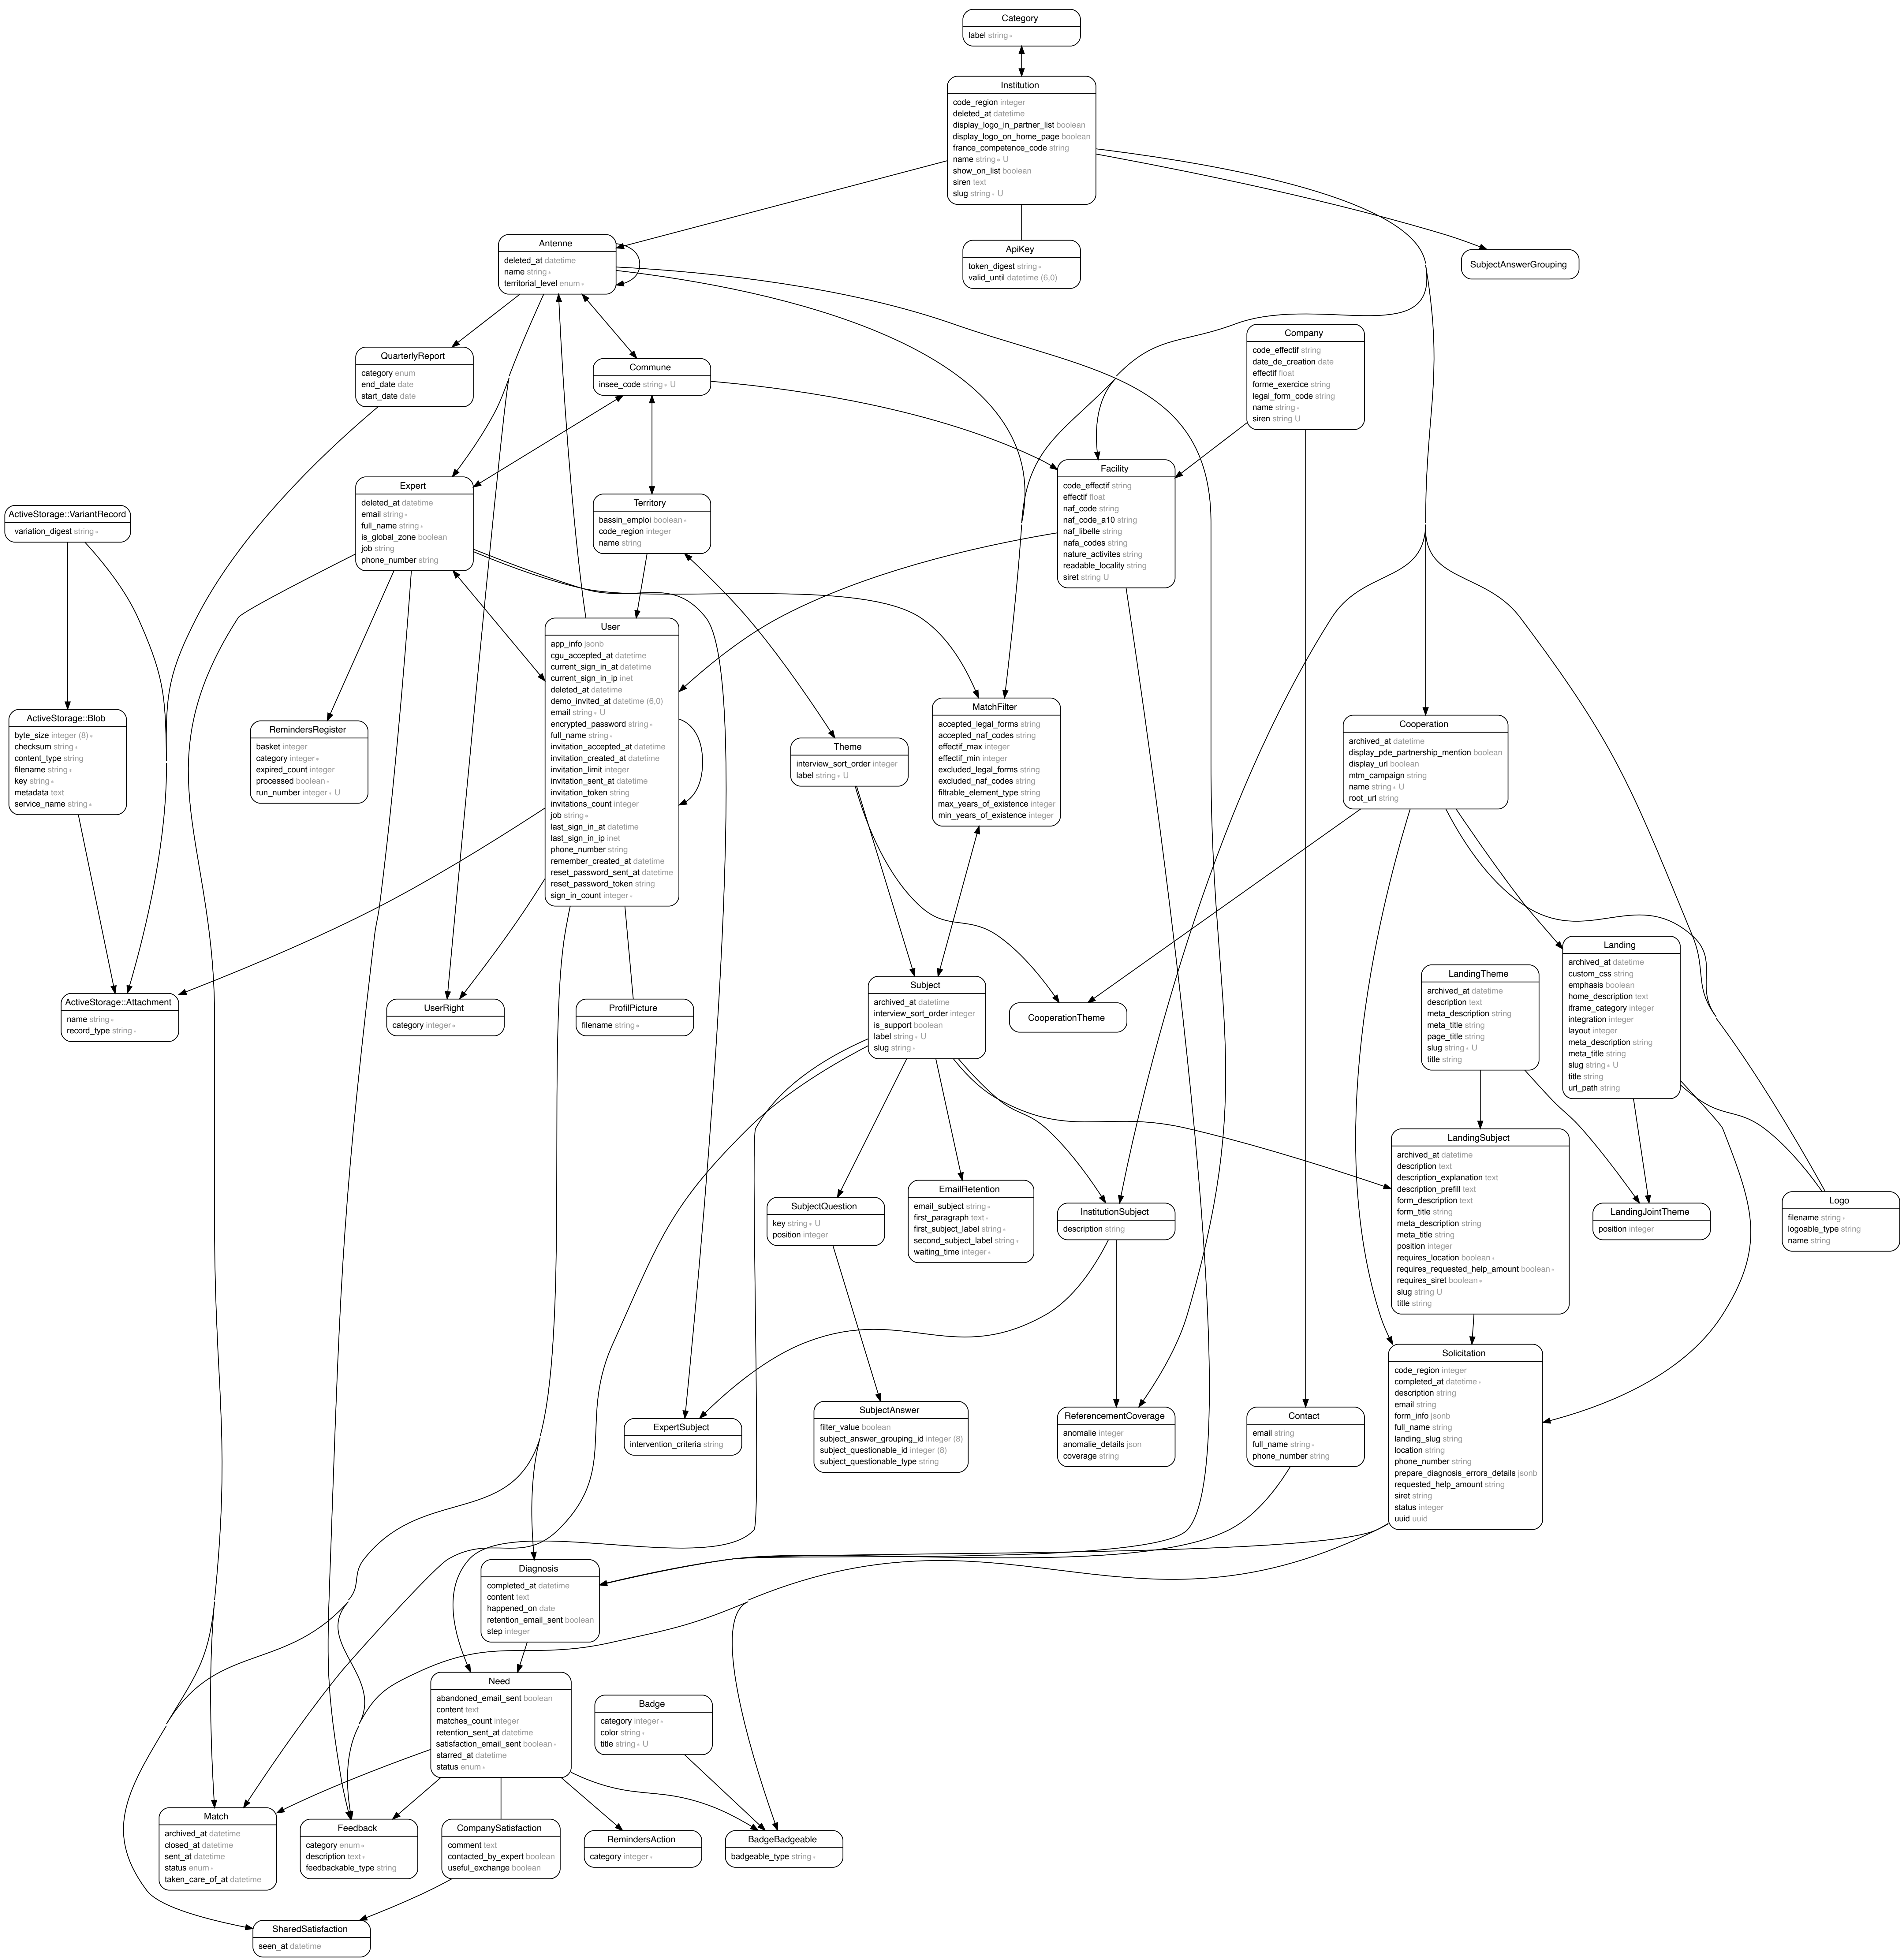 Category
label string ∗
Institution
code_region integer
deleted_at datetime
display_logo_in_partner_list boolean
display_logo_on_home_page boolean
france_competence_code string
name string ∗ U
show_on_list boolean
siren text
slug string ∗ U
Antenne
deleted_at datetime
name string ∗
territorial_level enum ∗
ApiKey
token_digest string ∗
valid_until datetime (6,0)
SubjectAnswerGrouping
QuarterlyReport
category enum
end_date date
start_date date
Commune
insee_code string ∗ U
Company
code_effectif string
date_de_creation date
effectif float
forme_exercice string
legal_form_code string
name string ∗
siren string U
Expert
deleted_at datetime
email string ∗
full_name string ∗
is_global_zone boolean
job string
phone_number string
ActiveStorage::VariantRecord
variation_digest string ∗
Territory
bassin_emploi boolean ∗
code_region integer
name string
Facility
code_effectif string
effectif float
naf_code string
naf_code_a10 string
naf_libelle string
nafa_codes string
nature_activites string
readable_locality string
siret string U
User
app_info jsonb
cgu_accepted_at datetime
current_sign_in_at datetime
current_sign_in_ip inet
deleted_at datetime
demo_invited_at datetime (6,0)
email string ∗ U
encrypted_password string ∗
full_name string ∗
invitation_accepted_at datetime
invitation_created_at datetime
invitation_limit integer
invitation_sent_at datetime
invitation_token string
invitations_count integer
job string ∗
last_sign_in_at datetime
last_sign_in_ip inet
phone_number string
remember_created_at datetime
reset_password_sent_at datetime
reset_password_token string
sign_in_count integer ∗
ActiveStorage::Blob
byte_size integer (8) ∗
checksum string ∗
content_type string
filename string ∗
key string ∗
metadata text
service_name string ∗
RemindersRegister
basket integer
category integer ∗
expired_count integer
processed boolean ∗
run_number integer ∗ U
Theme
interview_sort_order integer
label string ∗ U
MatchFilter
accepted_legal_forms string
accepted_naf_codes string
effectif_max integer
effectif_min integer
excluded_legal_forms string
excluded_naf_codes string
filtrable_element_type string
max_years_of_existence integer
min_years_of_existence integer
Cooperation
archived_at datetime
display_pde_partnership_mention boolean
display_url boolean
mtm_campaign string
name string ∗ U
root_url string
ActiveStorage::Attachment
name string ∗
record_type string ∗
UserRight
category integer ∗
ProfilPicture
filename string ∗
Subject
archived_at datetime
interview_sort_order integer
is_support boolean
label string ∗ U
slug string ∗
CooperationTheme
LandingTheme
archived_at datetime
description text
meta_description string
meta_title string
page_title string
slug string ∗ U
title string
Landing
archived_at datetime
custom_css string
emphasis boolean
home_description text
iframe_category integer
integration integer
layout integer
meta_description string
meta_title string
slug string ∗ U
title string
url_path string
SubjectQuestion
key string ∗ U
position integer
EmailRetention
email_subject string ∗
first_paragraph text ∗
first_subject_label string ∗
second_subject_label string ∗
waiting_time integer ∗
InstitutionSubject
description string
LandingSubject
archived_at datetime
description text
description_explanation text
description_prefill text
form_description text
form_title string
meta_description string
meta_title string
position integer
requires_location boolean ∗
requires_requested_help_amount boolean ∗
requires_siret boolean ∗
slug string U
title string
LandingJointTheme
position integer
Logo
filename string ∗
logoable_type string
name string
ExpertSubject
intervention_criteria string
SubjectAnswer
filter_value boolean
subject_answer_grouping_id integer (8)
subject_questionable_id integer (8)
subject_questionable_type string
ReferencementCoverage
anomalie integer
anomalie_details json
coverage string
Contact
email string
full_name string ∗
phone_number string
Solicitation
code_region integer
completed_at datetime ∗
description string
email string
form_info jsonb
full_name string
landing_slug string
location string
phone_number string
prepare_diagnosis_errors_details jsonb
requested_help_amount string
siret string
status integer
uuid uuid
Diagnosis
completed_at datetime
content text
happened_on date
retention_email_sent boolean
step integer
Need
abandoned_email_sent boolean
content text
matches_count integer
retention_sent_at datetime
satisfaction_email_sent boolean ∗
starred_at datetime
status enum ∗
Badge
category integer ∗
color string ∗
title string ∗ U
Match
archived_at datetime
closed_at datetime
sent_at datetime
status enum ∗
taken_care_of_at datetime
Feedback
category enum ∗
description text ∗
feedbackable_type string
CompanySatisfaction
comment text
contacted_by_expert boolean
useful_exchange boolean
RemindersAction
category integer ∗
BadgeBadgeable
badgeable_type string ∗
SharedSatisfaction
seen_at datetime